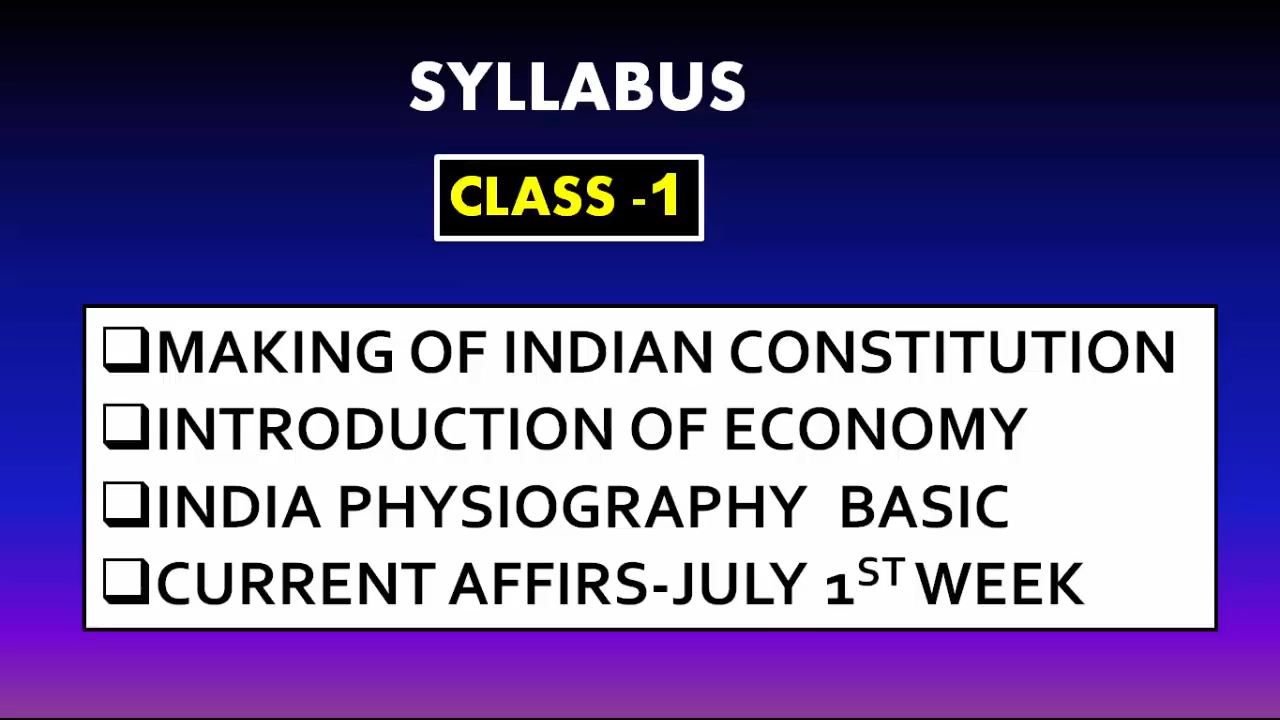 SYLLABUS
CLASS -1
❑MAKING OF INDIAN CONSTITUTION
❑INTRODUCTION OF ECONOMY
❑INDIA PHYSIOGRAPHY BASIC
❑CURRENT AFFIRS-JULY 1ST WEEK